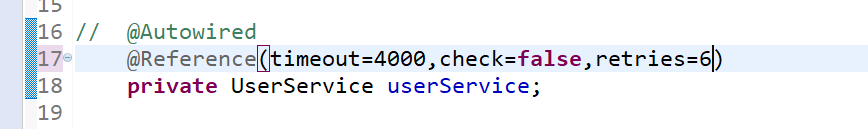 15
16 //  @Autowired
17 @Reference(timeout=4000,check=false,retries=6)
18 private UserService userService;
19